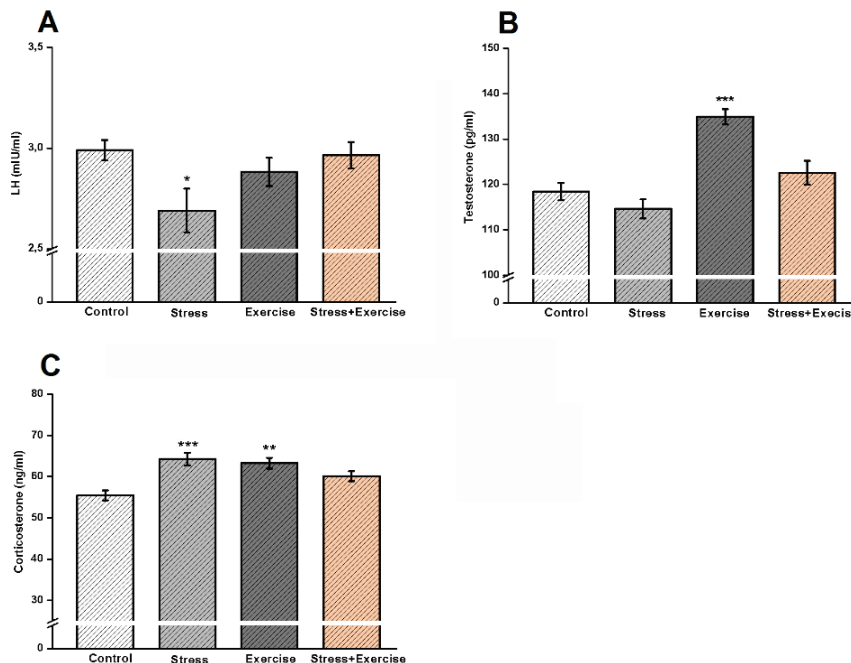 A
3,5
3,0
2,5
0
LH (mIU/ml)
*
Control
Stress
Exercise
Stress+Exercise
B
150
140
130
120
110
100
0
Testosterone (pg/ml)
***
Control
Stress
Exercise
Stress+Execis
C
80
70
60
50
40
30
0
Corticosterone (ng/ml)
***
**
Control
Stress
Exercise
Stress+Exercise